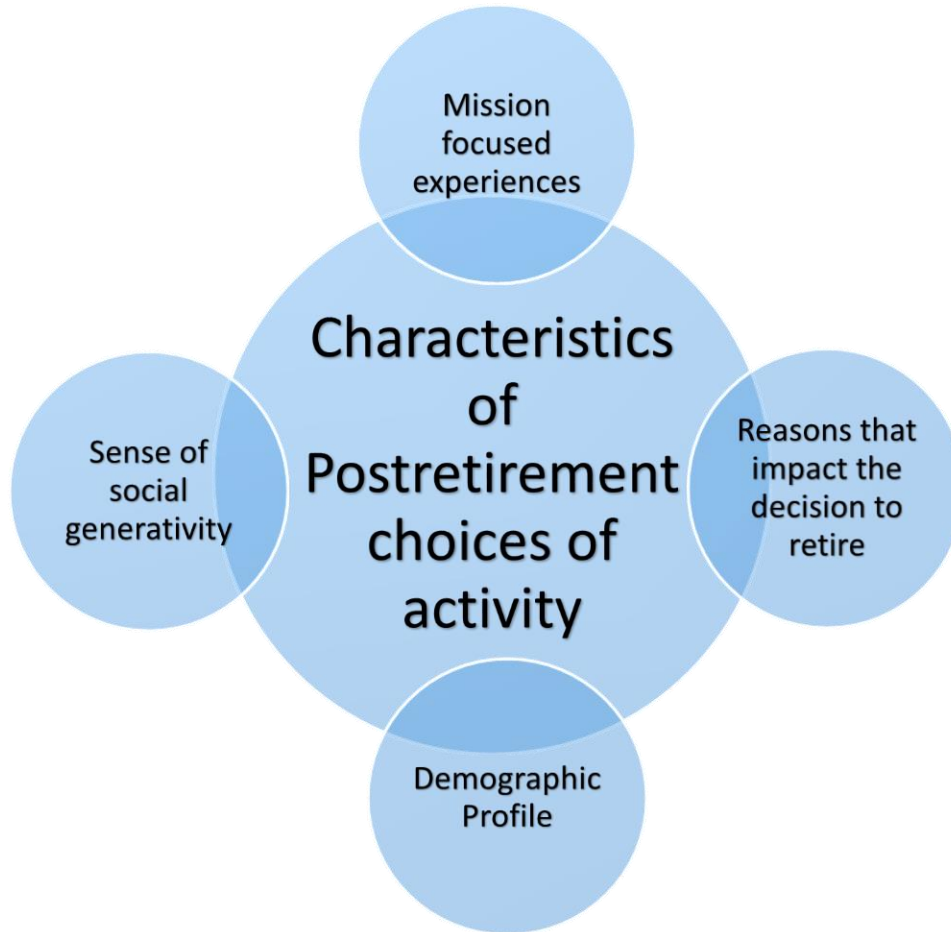 Mission
focused
experiences
Characteristics
of
Postretirement
choices of
activity
Sense of
social
generativity
Reasons that
impact the
decision to
retire
Demographic
Profile